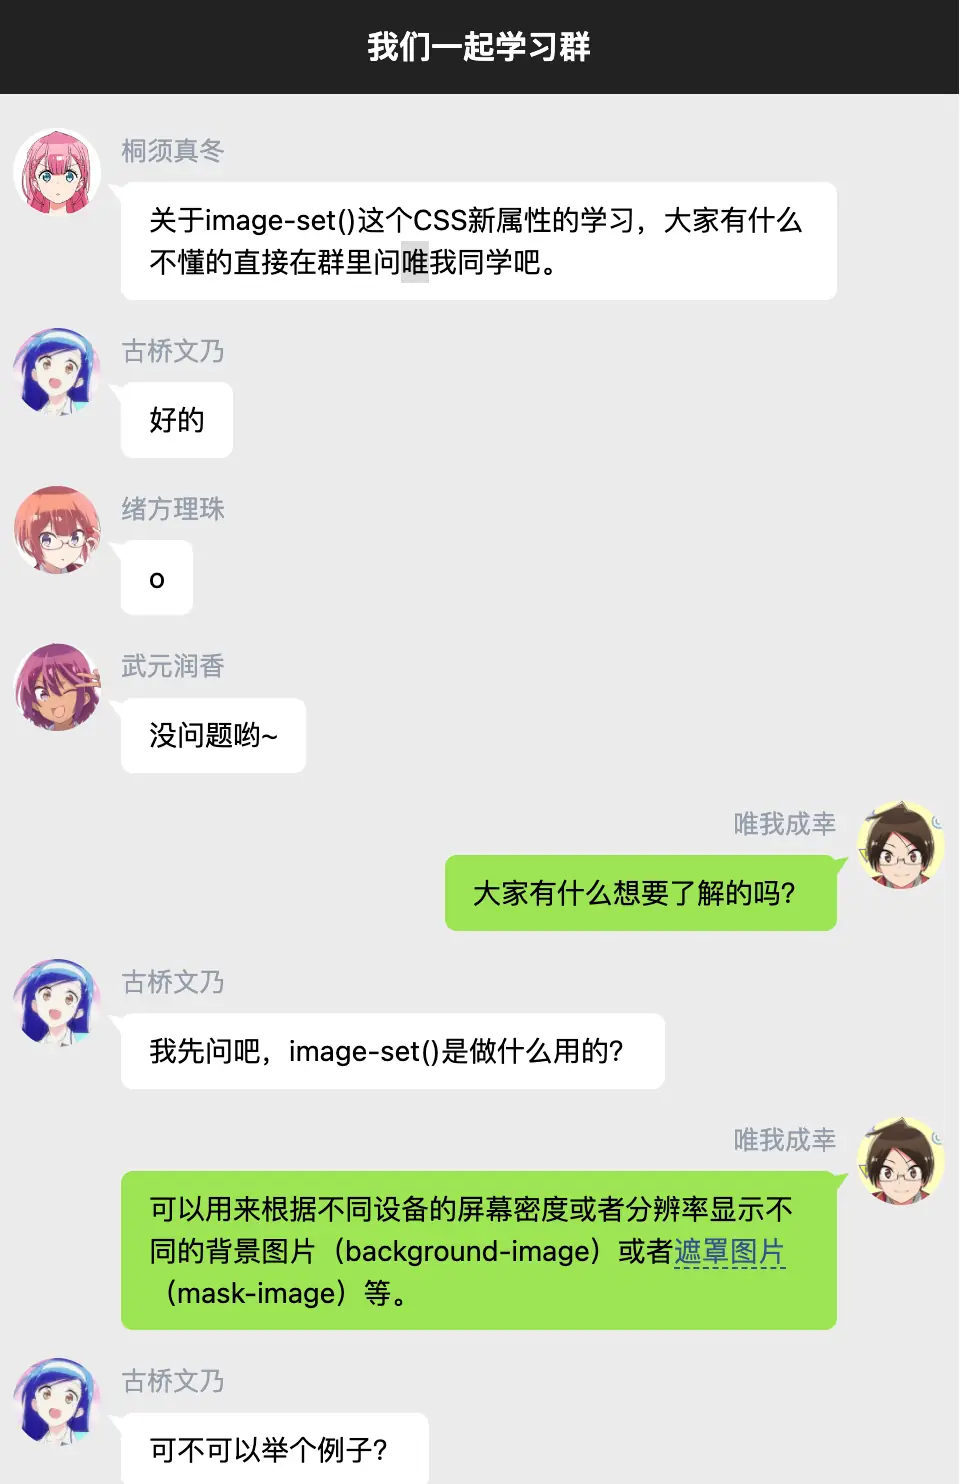 我们一起学习群
桐须真冬
关于image-set()这个CSS新属性的学习，大家有什么
不懂的直接在群里问唯我同学吧。
古桥文乃
好的
绪方理珠
o
武元润香
没问题哟~
唯我成幸
大家有什么想要了解的吗？
古桥文乃
我先问吧，image-set()是做什么用的？
唯我成幸
可以用来根据不同设备的屏幕密度或者分辨率显示不
同的背景图片（background-image）或者遮罩图片
（mask-image）等。
古桥文乃
可不可以举个例子？